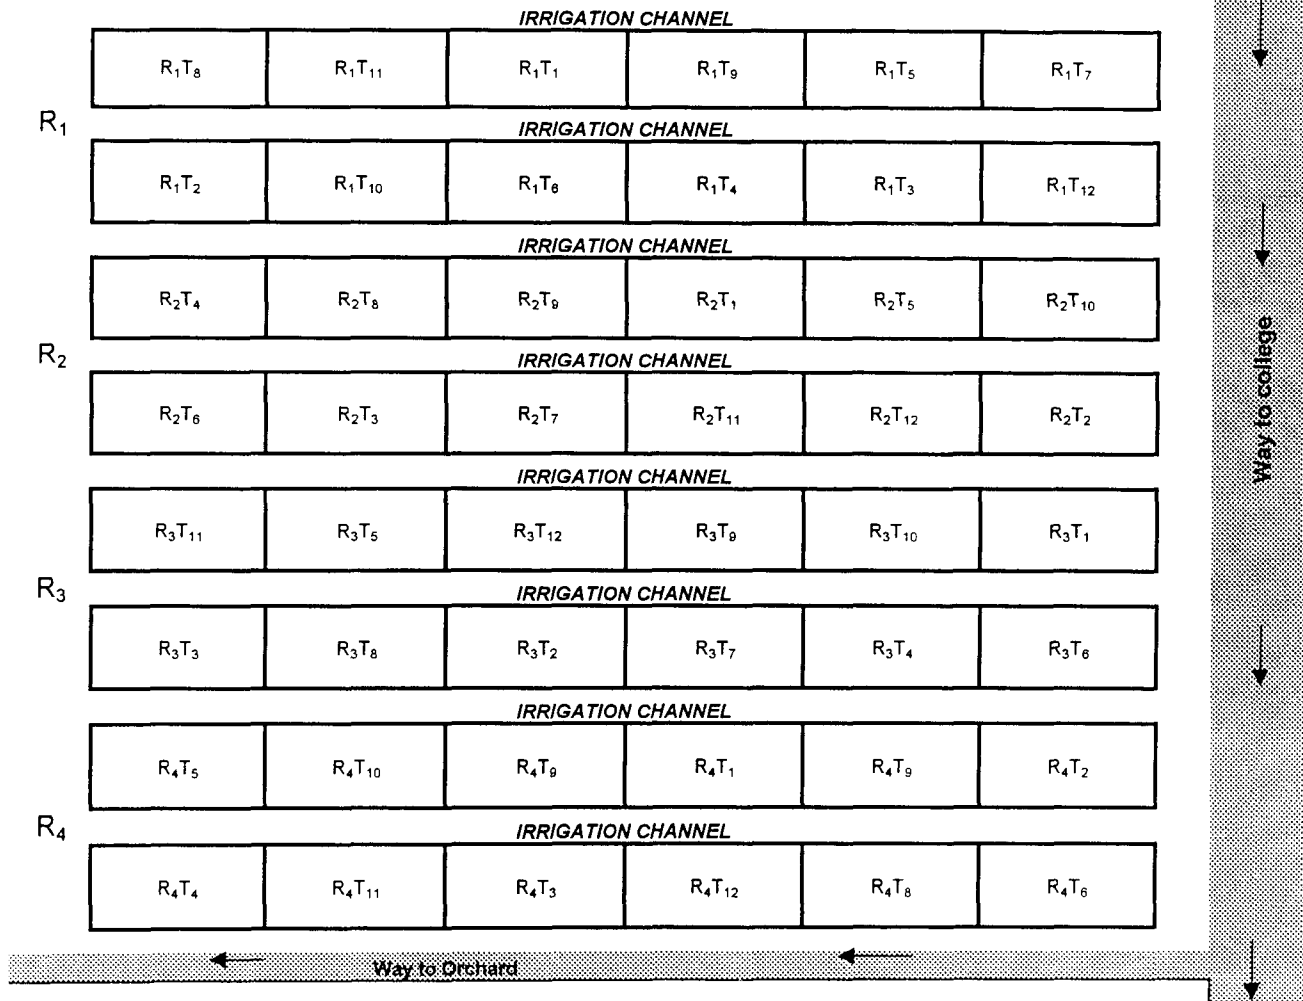 IRRIGATION CHANNEL
R₁T₈ R₁T₁₁ R₁T₁ R₁T₉ R₁T₅ R₁T₇
R₁
IRRIGATION CHANNEL
R₁T₂ R₁T₁₀ R₁T₆ R₁T₄ R₁T₃ R₁T₁₂
IRRIGATION CHANNEL
R₂T₄ R₂T₈ R₂T₉ R₂T₁ R₂T₅ R₂T₁₀
R₂
IRRIGATION CHANNEL
R₂T₆ R₂T₃ R₂T₇ R₂T₁₁ R₂T₁₂ R₂T₂
IRRIGATION CHANNEL
R₃T₁₁ R₃T₅ R₃T₁₂ R₃T₉ R₃T₁₀ R₃T₁
R₃
IRRIGATION CHANNEL
R₃T₃ R₃T₈ R₃T₂ R₃T₇ R₃T₄ R₃T₆
IRRIGATION CHANNEL
R₄T₅ R₄T₁₀ R₄T₉ R₄T₁ R₄T₉ R₄T₂
R₄
IRRIGATION CHANNEL
R₄T₄ R₄T₁₁ R₄T₃ R₄T₁₂ R₄T₈ R₄T₆
Way to Orchard
Way to college